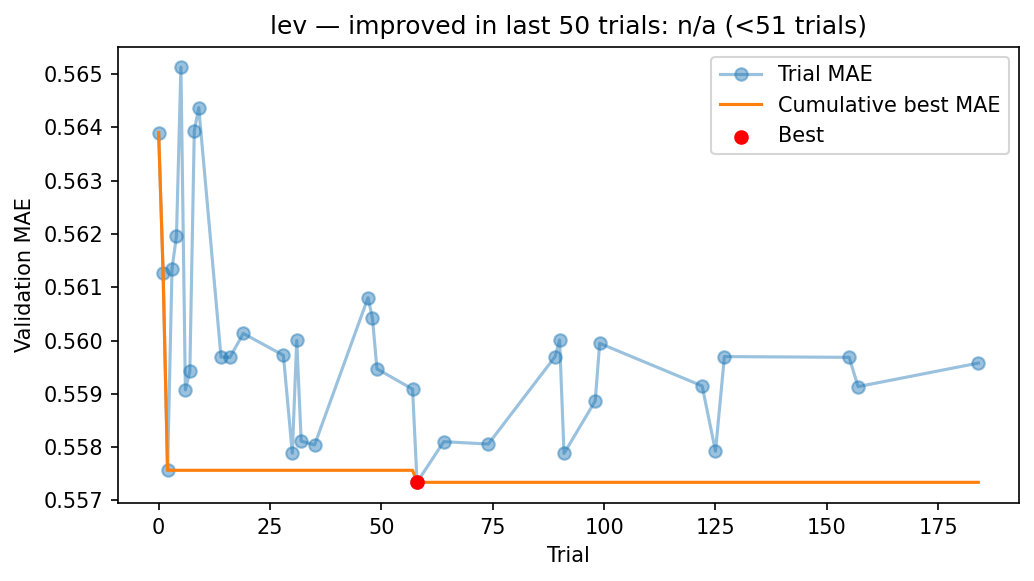 lev — improved in last 50 trials: n/a (<51 trials)
Trial MAE
Cumulative best MAE
Best
Validation MAE
0.565
0.564
0.563
0.562
0.561
0.560
0.559
0.558
0.557
0
25
50
75
100
125
150
175
Trial